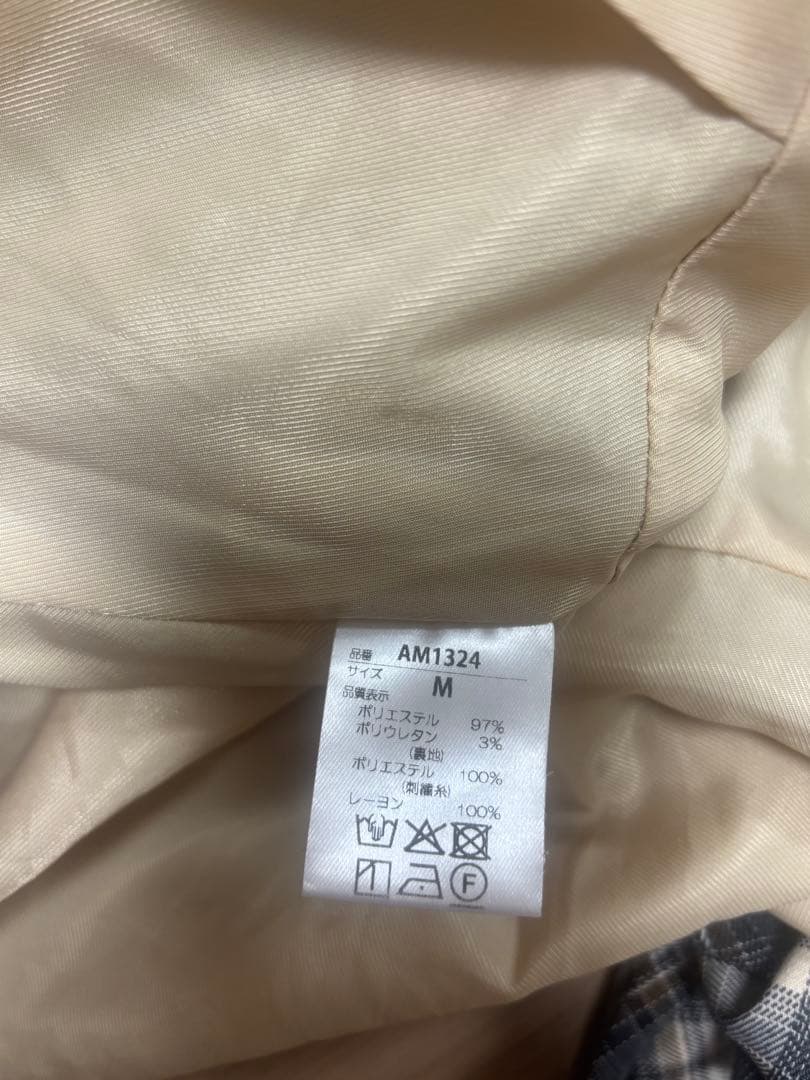 品番 AM1324
サイズ M
品質表示
ポリエステル 97%
ポリウレタン 3%
(裏地)
ポリエステル 100%
(刺繍糸)
レーヨン 100%
F